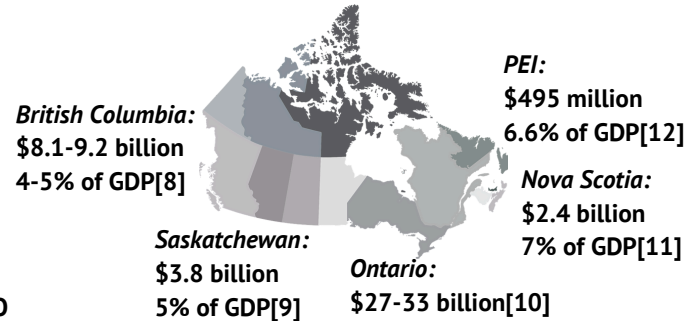 PEI:
$495 million
6.6% of GDP[12]
British Columbia:
$8.1-9.2 billion
4-5% of GDP[8]
Nova Scotia:
$2.4 billion
7% of GDP[11]
Saskatchewan:
$3.8 billion
5% of GDP[9]
Ontario:
$27-33 billion[10]